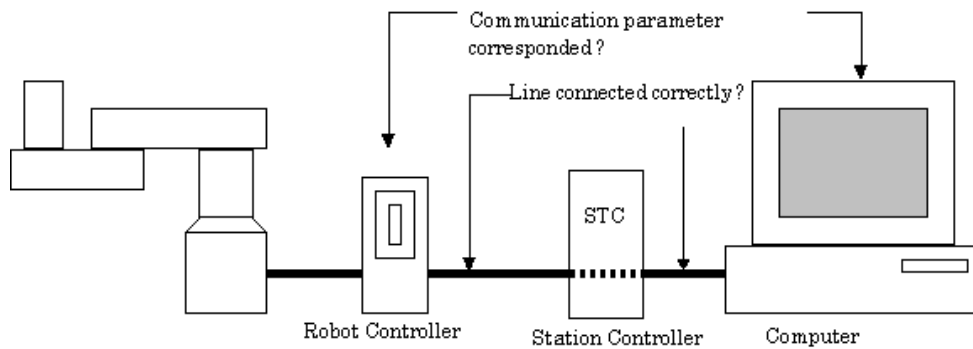 Communication parameter
corresponded?
Line connected correctly?
STC
Robot Controller
Station Controller
Computer